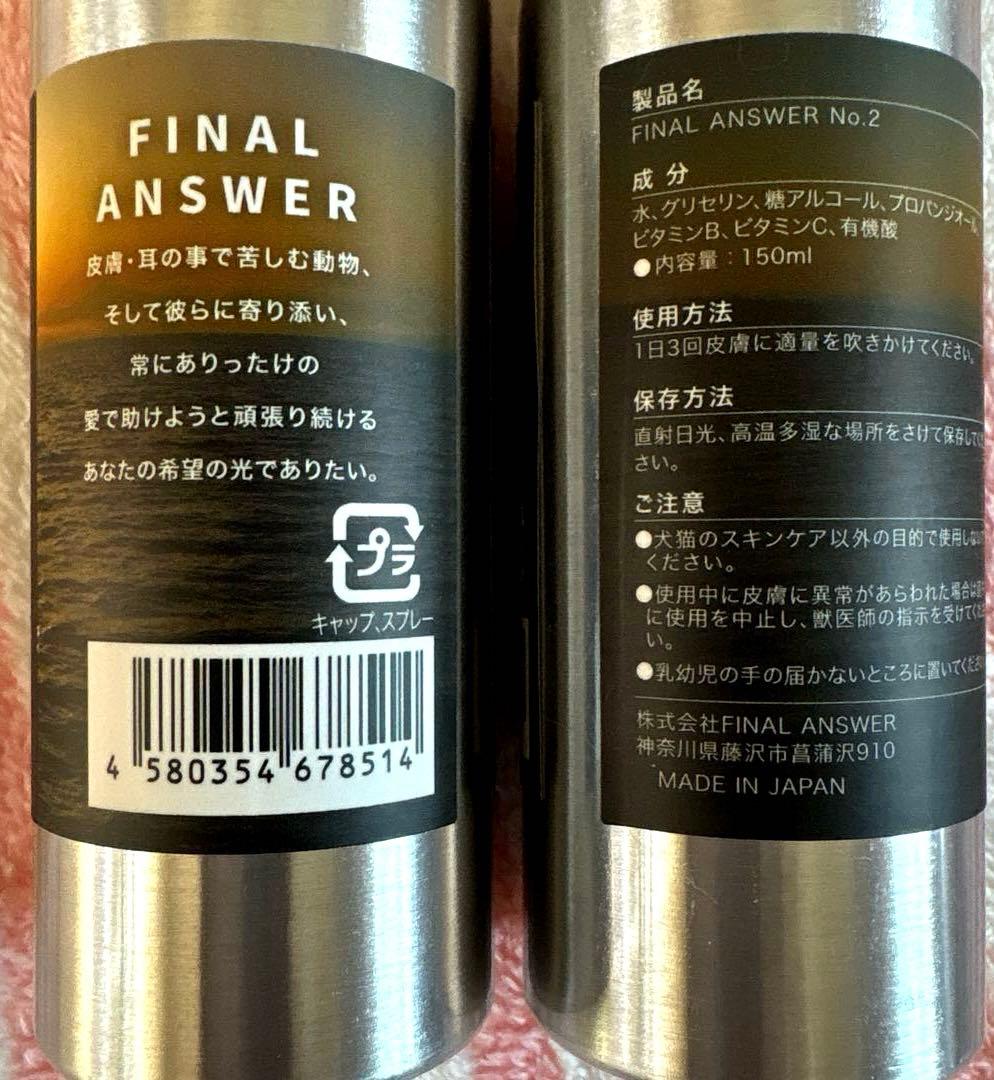 FINAL
ANSWER
皮膚・耳の事で苦しむ動物、
そして彼らに寄り添い、
常にありったけの
愛で助けようと頑張り続ける
あなたの希望の光でありたい。
プラ
キャップ、スプレー
4 580354 678514
製品名
FINAL ANSWER No.2
成 分
水、グリセリン、糖アルコール、プロパンジオール、
ビタミンB、ビタミンC、有機酸
●内容量：150ml
使用方法
1日3回皮膚に適量を吹きかけてください。
保存方法
直射日光、高温多湿な場所をさけて保存してく
ださい。
ご注意
●犬猫のスキンケア以外の目的で使用しない
ください。
●使用中に皮膚に異常があらわれた場合は
に使用を中止し、獣医師の指示を受けてくだ
い。
●乳幼児の手の届かないところに置いてくださ
株式会社FINAL ANSWER
神奈川県藤沢市菖蒲沢910
MADE IN JAPAN